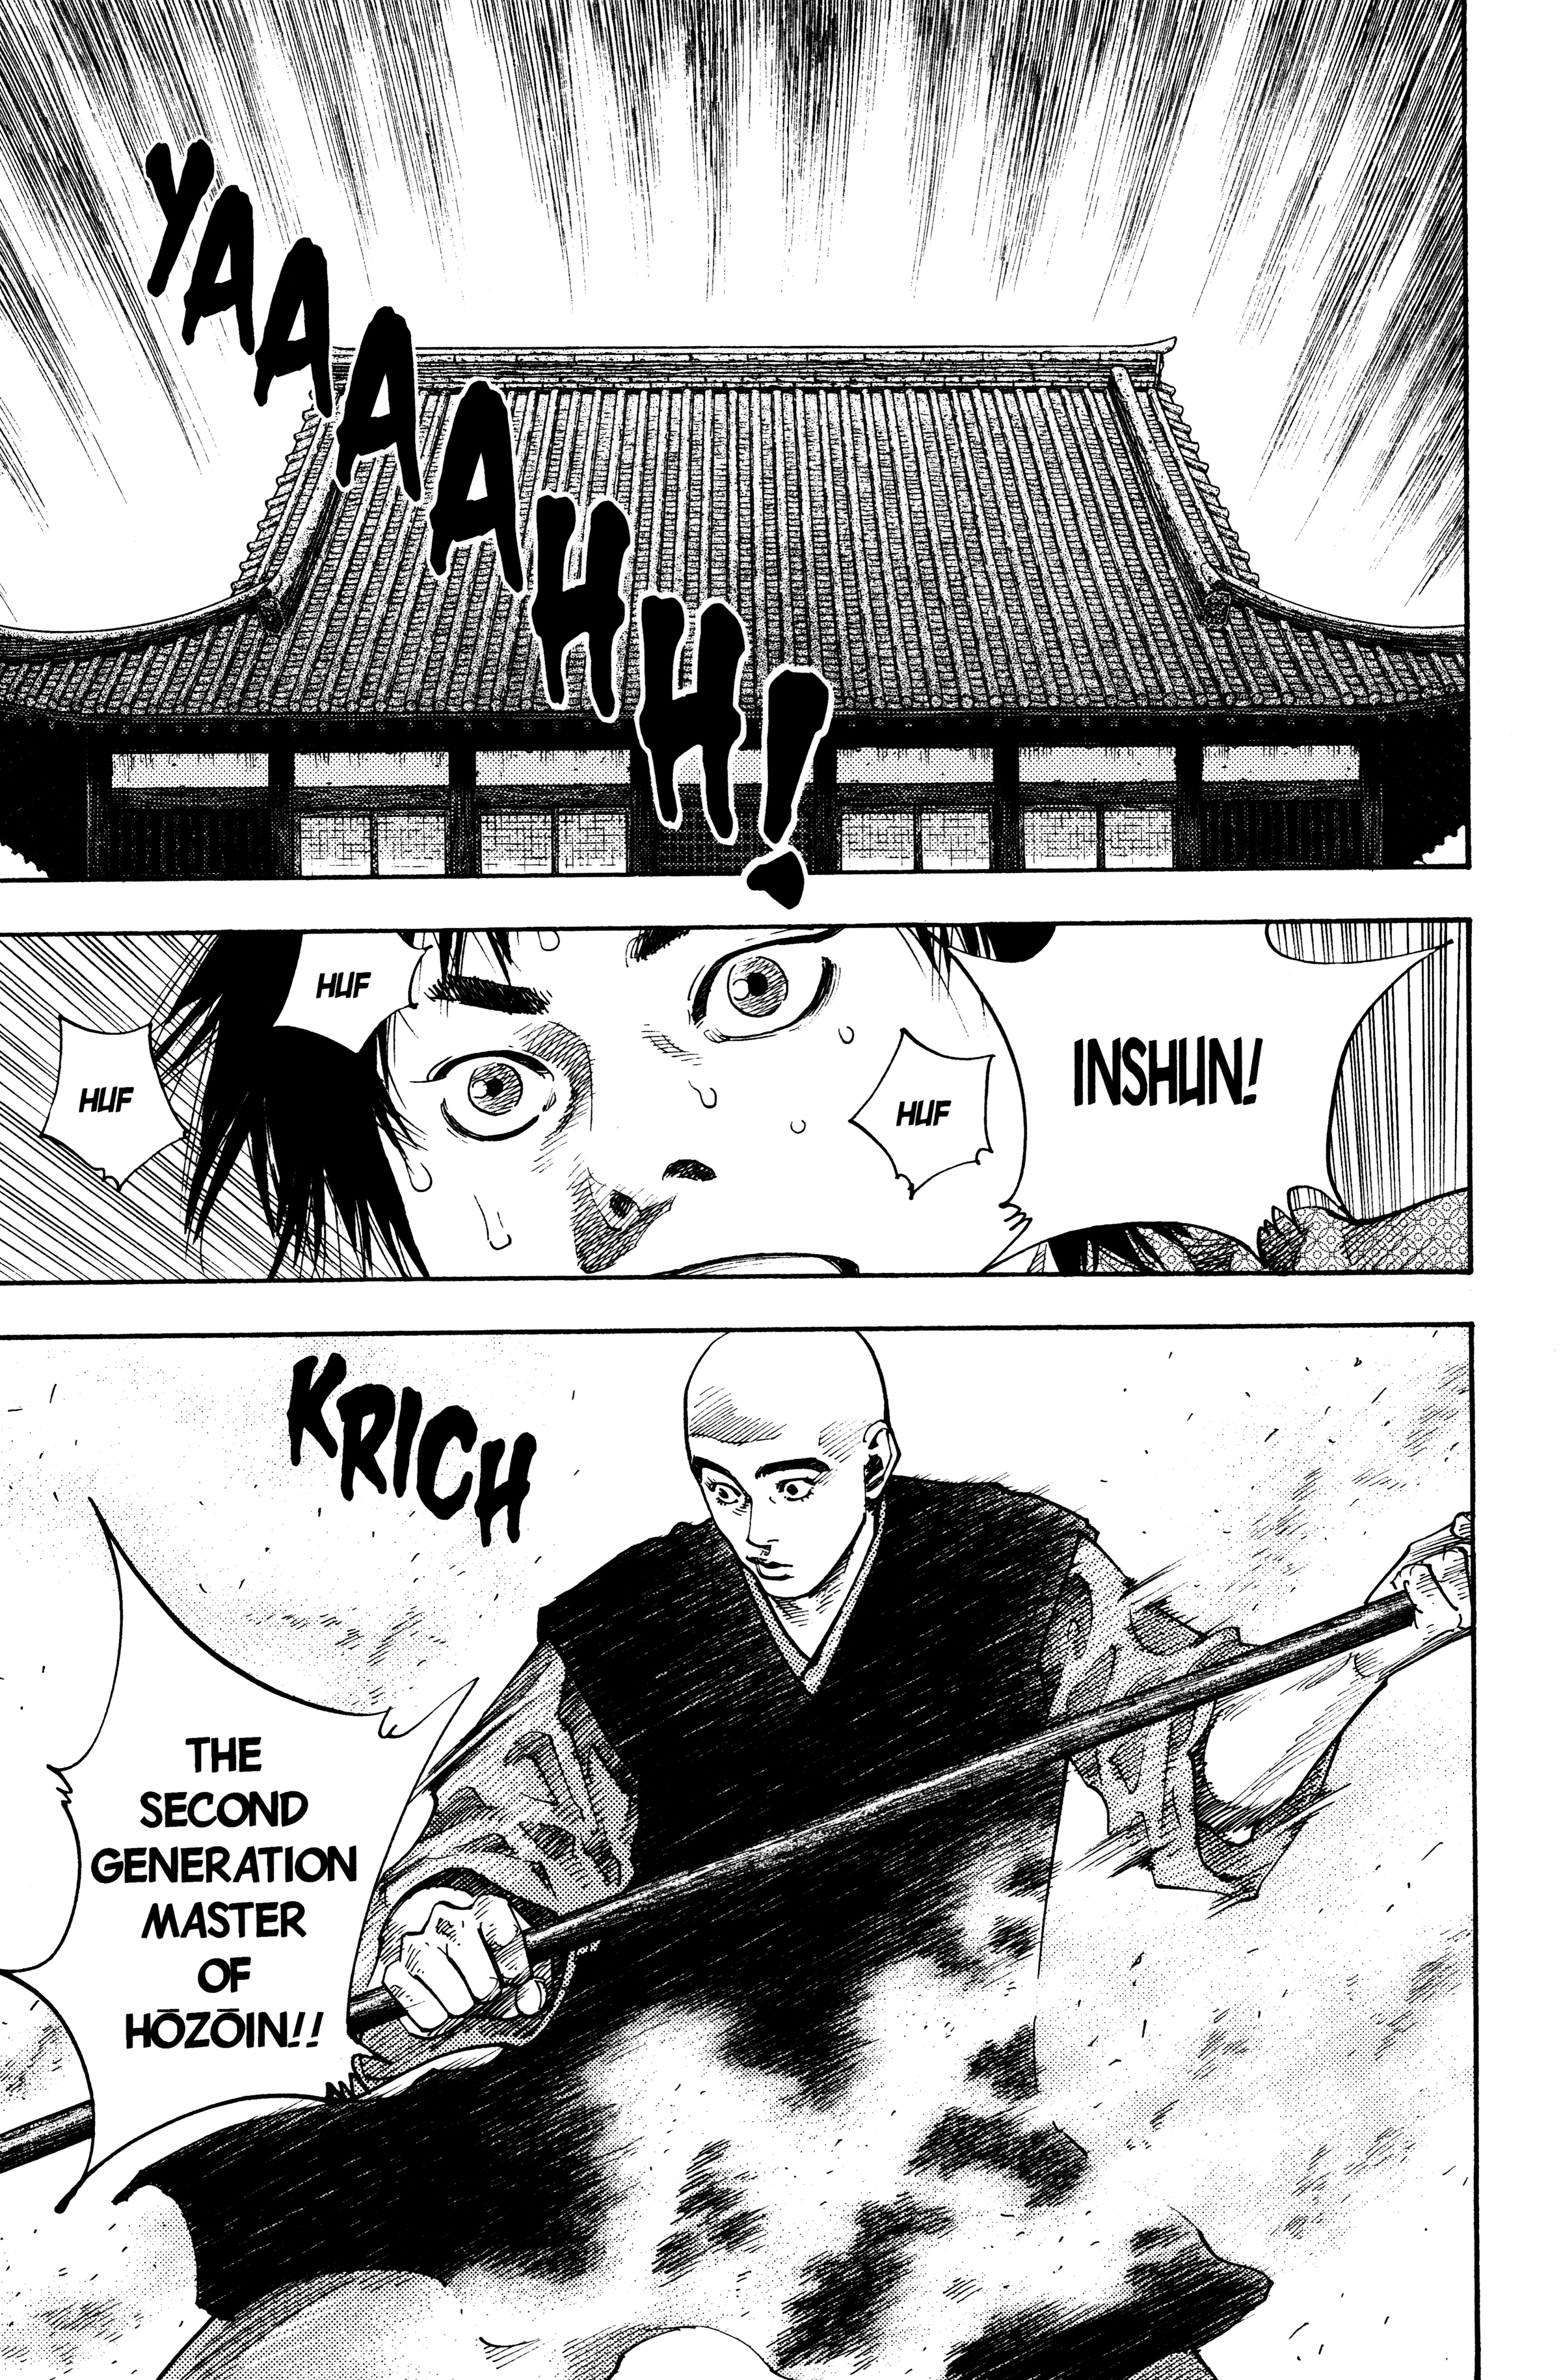 YAAAAHH!
INSHUN!
HUF
HUF
HUF
KRICH
THE
SECOND
GENERATION
MASTER
OF
HŌZŌIN!!